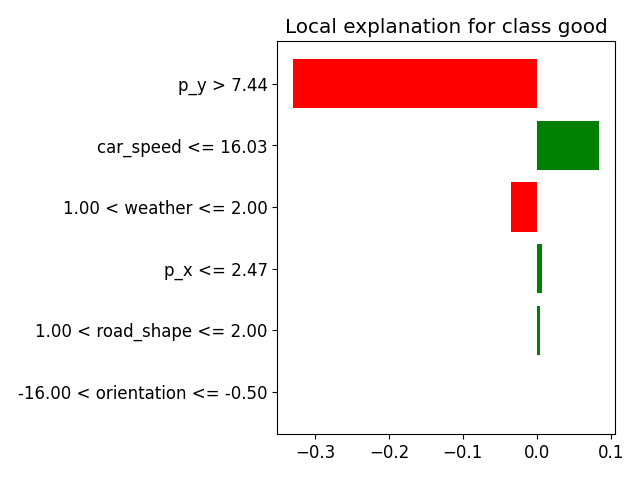 Local explanation for class good
p_y > 7.44
car_speed <= 16.03
1.00 < weather <= 2.00
p_x <= 2.47
1.00 < road_shape <= 2.00
-16.00 < orientation <= -0.50
−0.3 −0.2 −0.1 0.0 0.1